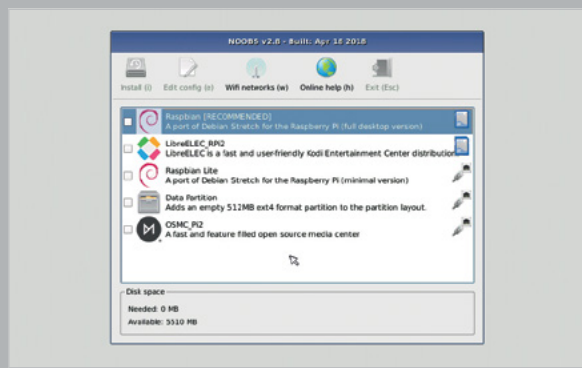 NOOBS v2.8 - Built: Apr 18 2018
Install (i) Edit config (e) Wifi networks (w) Online help (h) Exit (Esc)
Raspbian [RECOMMENDED]
A port of Debian Stretch for the Raspberry Pi (full desktop version)
LibreELEC_RPi2
LibreELEC is a fast and user-friendly Kodi Entertainment Center distribution
Raspbian Lite
A port of Debian Stretch for the Raspberry Pi (minimal version)
Data Partition
Adds an empty 512MB ext4 format partition to the partition layout.
OSMC_Pi2
A fast and feature filled open source media center
Disk space
Needed: 0 MB
Available: 5510 MB